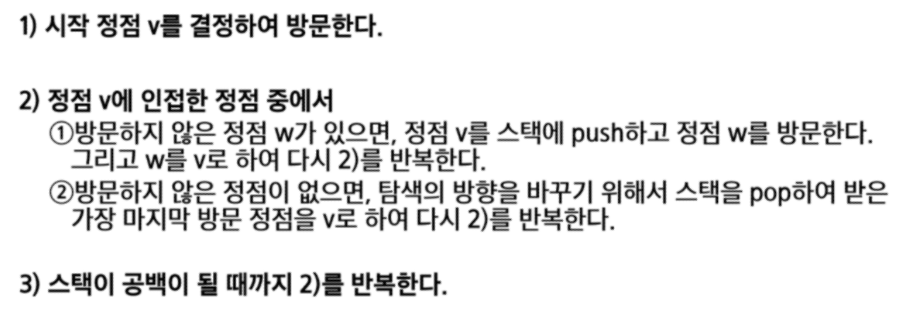 1) 시작 정점 v를 결정하여 방문한다.
2) 정점 v에 인접한 정점 중에서
①방문하지 않은 정점 w가 있으면, 정점 v를 스택에 push하고 정점 w를 방문한다.
그리고 w를 v로 하여 다시 2)를 반복한다.
②방문하지 않은 정점이 없으면, 탐색의 방향을 바꾸기 위해서 스택을 pop하여 받은
가장 마지막 방문 정점을 v로 하여 다시 2)를 반복한다.
3) 스택이 공백이 될 때까지 2)를 반복한다.